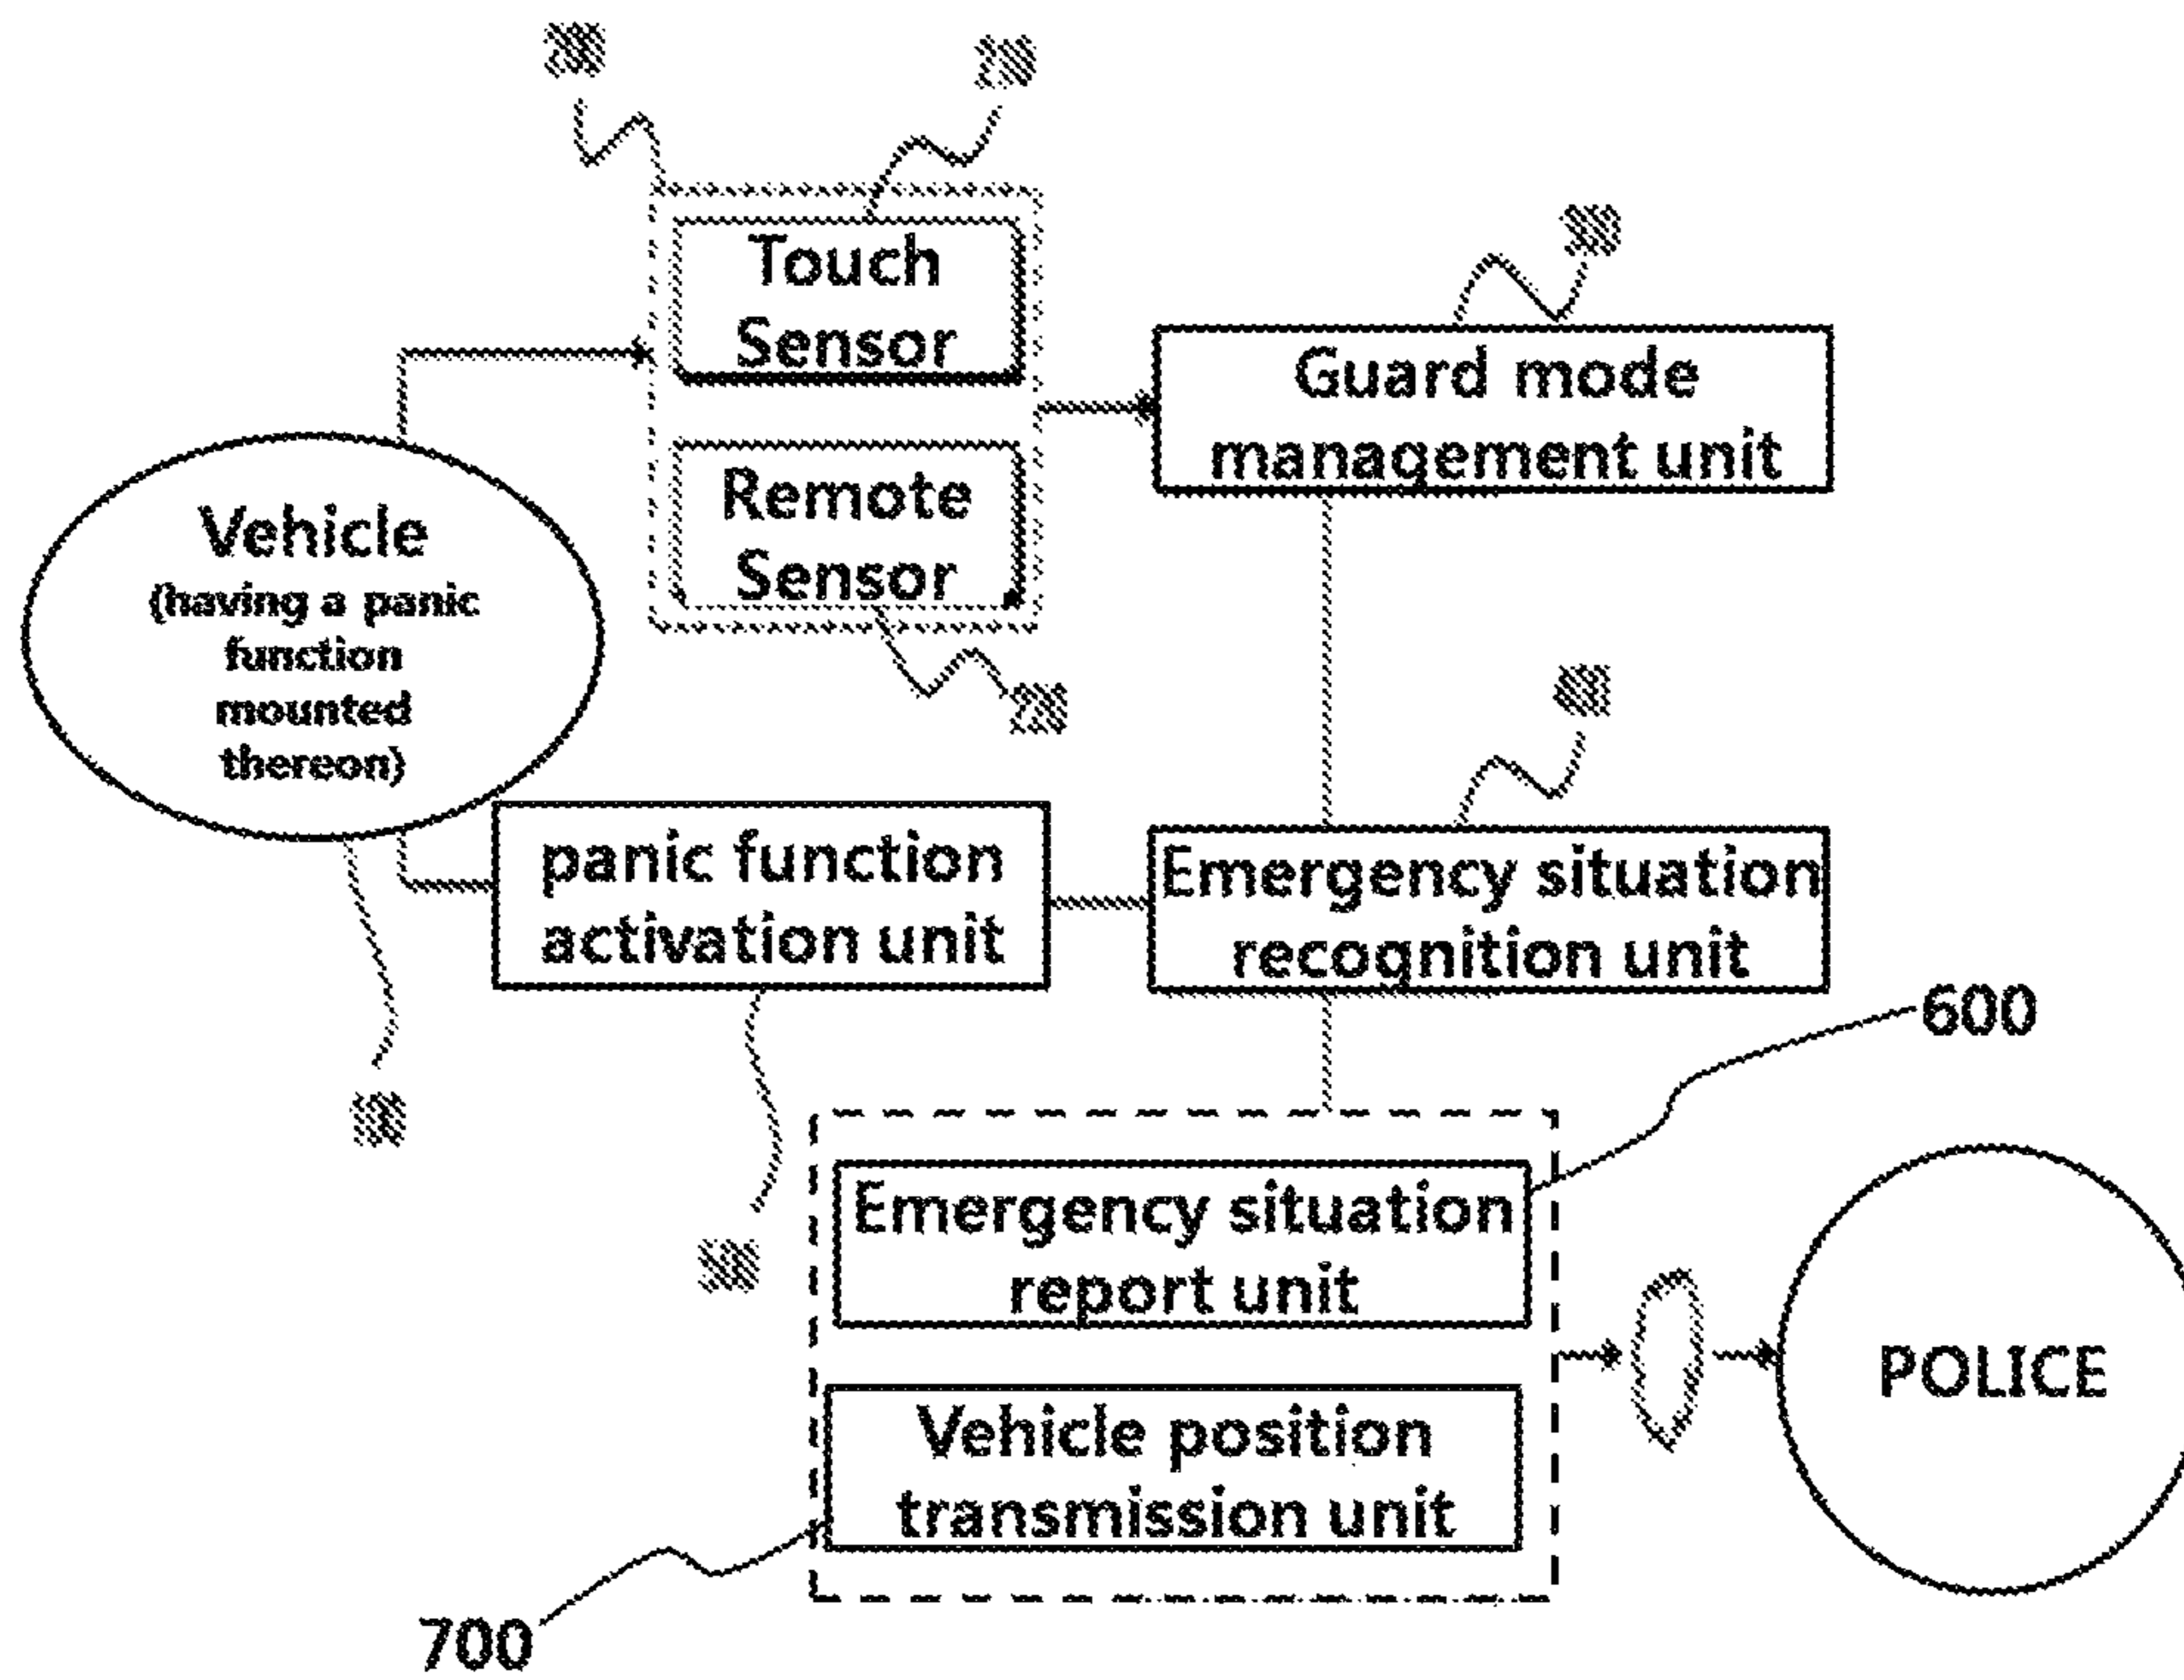 Touch
Sensor
Guard mode
management unit
Remote
Sensor
Vehicle
(having a panic
function
mounted
thereon)
panic function
activation unit
Emergency situation
recognition unit
600
Emergency situation
report unit
POLICE
Vehicle position
transmission unit
700